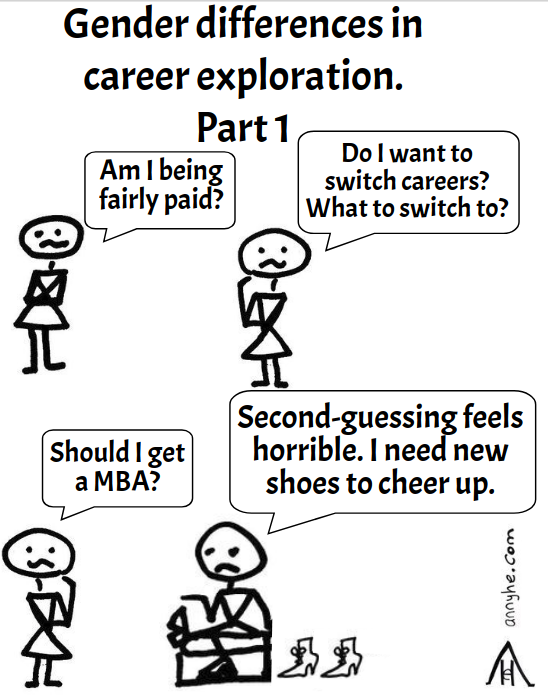 Gender differences in
career exploration.
Part 1
Am I being
fairly paid?
Do I want to
switch careers?
What to switch to?
Should I get
a MBA?
Second-guessing feels
horrible. I need new
shoes to cheer up.
annyhe.com